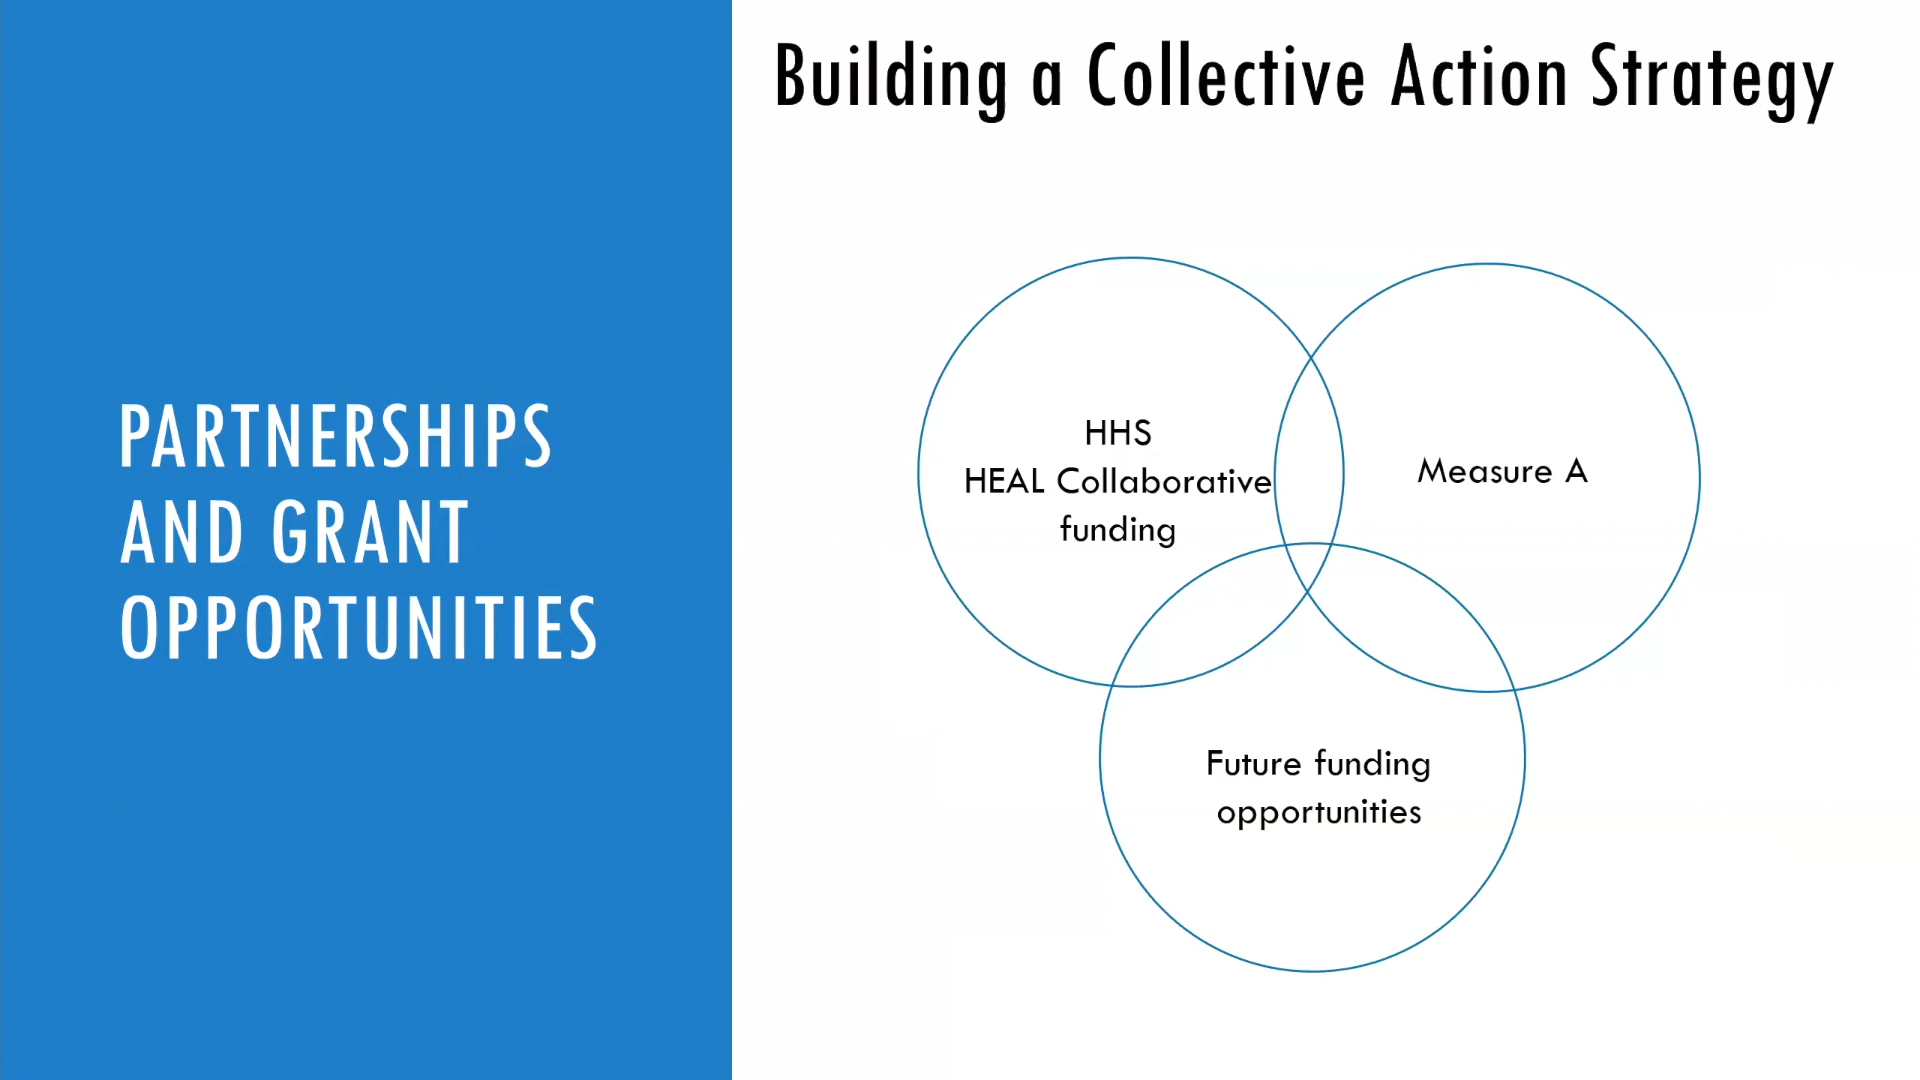 Building a Collective Action Strategy
PARTNERSHIPS
AND GRANT
OPPORTUNITIES
HHS
HEAL Collaborative
funding
Measure A
Future funding
opportunities